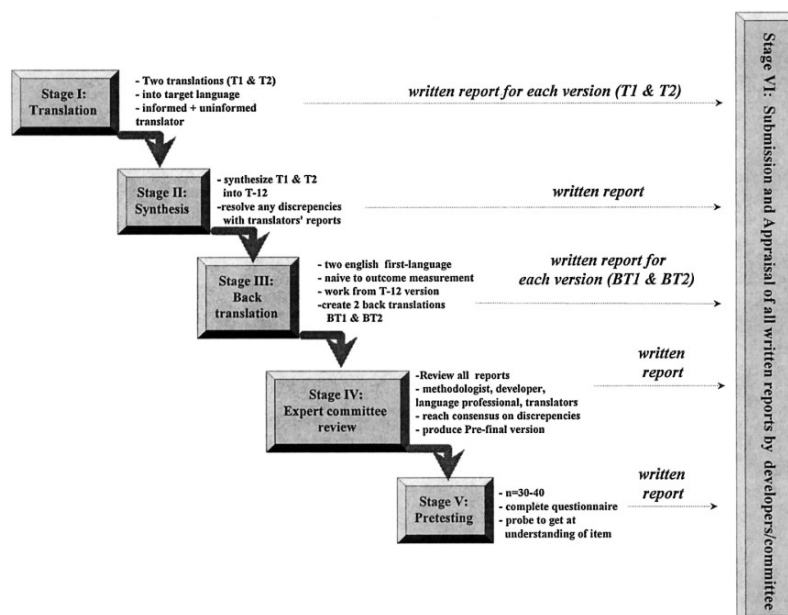 Stage I:
Translation
- Two translations (T1 & T2)
- into target language
- informed + uninformed
translator
written report for each version (T1 & T2)
Stage II:
Synthesis
- synthesize T1 & T2
into T-12
-resolve any discrepencies
with translators' reports
written report
Stage III:
Back
translation
- two english first-language
- naive to outcome measurement
- work from T-12 version
-create 2 back translations
BT1 & BT2
written report for
each version (BT1 & BT2)
Stage IV:
Expert committee
review
-Review all reports
- methodologist, developer,
language professional, translators
- reach consensus on discrepancies
- produce Pre-final version
written
report
Stage V:
Pretesting
- n=30-40
- complete questionnaire
- probe to get at
understanding of item
written
report
Stage VI: Submission and Appraisal of all written reports by developers/committee